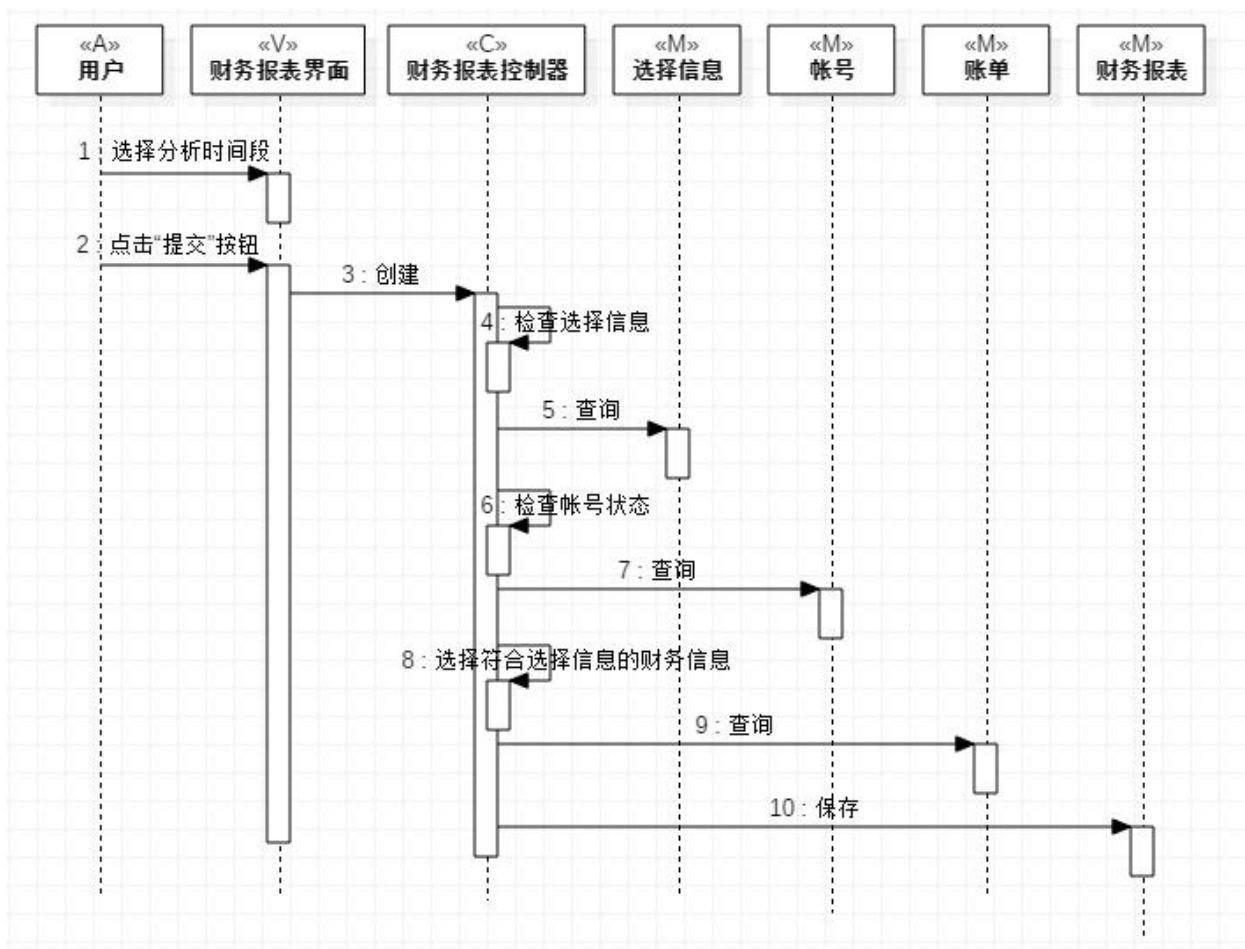 «A»
用户
«V»
财务报表界面
«C»
财务报表控制器
«M»
选择信息
«M»
帐号
«M»
账单
«M»
财务报表
1 : 选择分析时间段
2 : 点击“提交”按钮
3 : 创建
4 : 检查选择信息
5 : 查询
6 : 检查帐号状态
7 : 查询
8 : 选择符合选择信息的财务信息
9 : 查询
10 : 保存